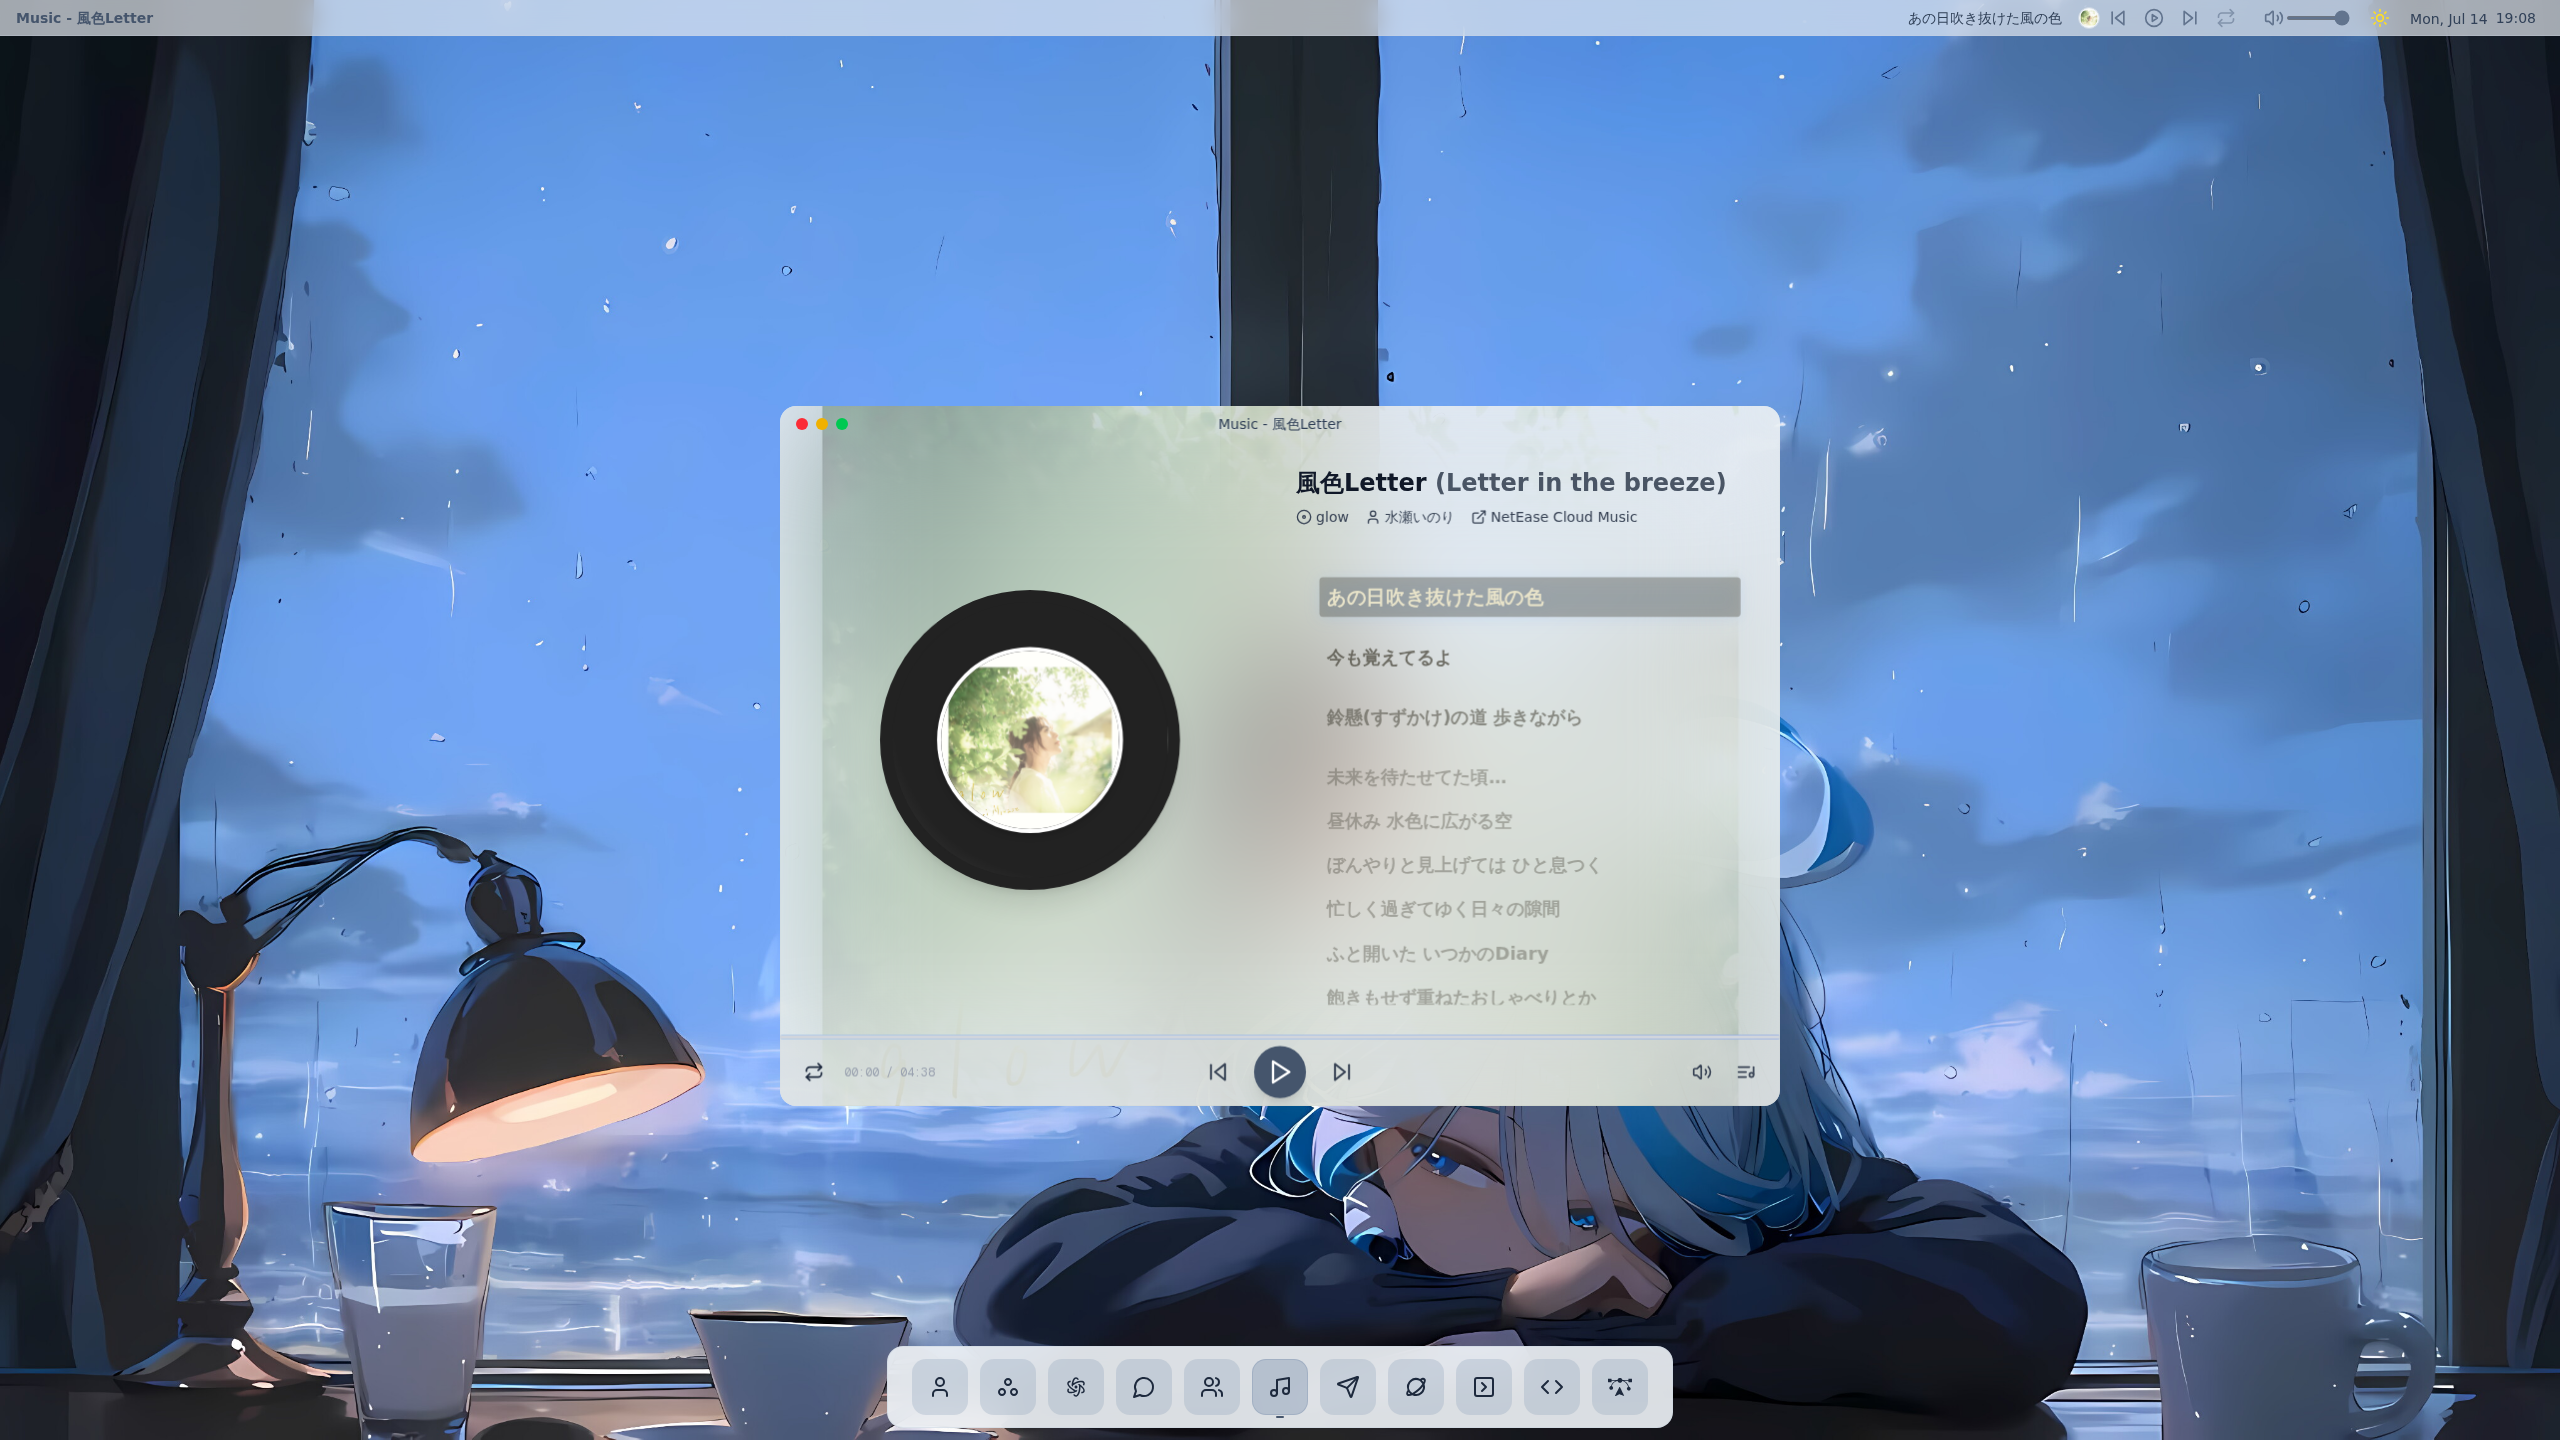 Music - 風色Letter
あの日吹き抜けた風の色
Mon, Jul 14 19:08
Music - 風色Letter
風色Letter (Letter in the breeze)
glow 水瀬いのり NetEase Cloud Music
あの日吹き抜けた風の色
今も覚えてるよ
鈴懸(すずかけ)の道 歩きながら
未来を待たせてた頃...
昼休み 水色に広がる空
ぼんやりと見上げては ひと息つく
忙しく過ぎてゆく日々の隙間
ふと開いた いつかのDiary
飽きもせず重ねたおしゃべりとか
glow
00:00 / 04:38